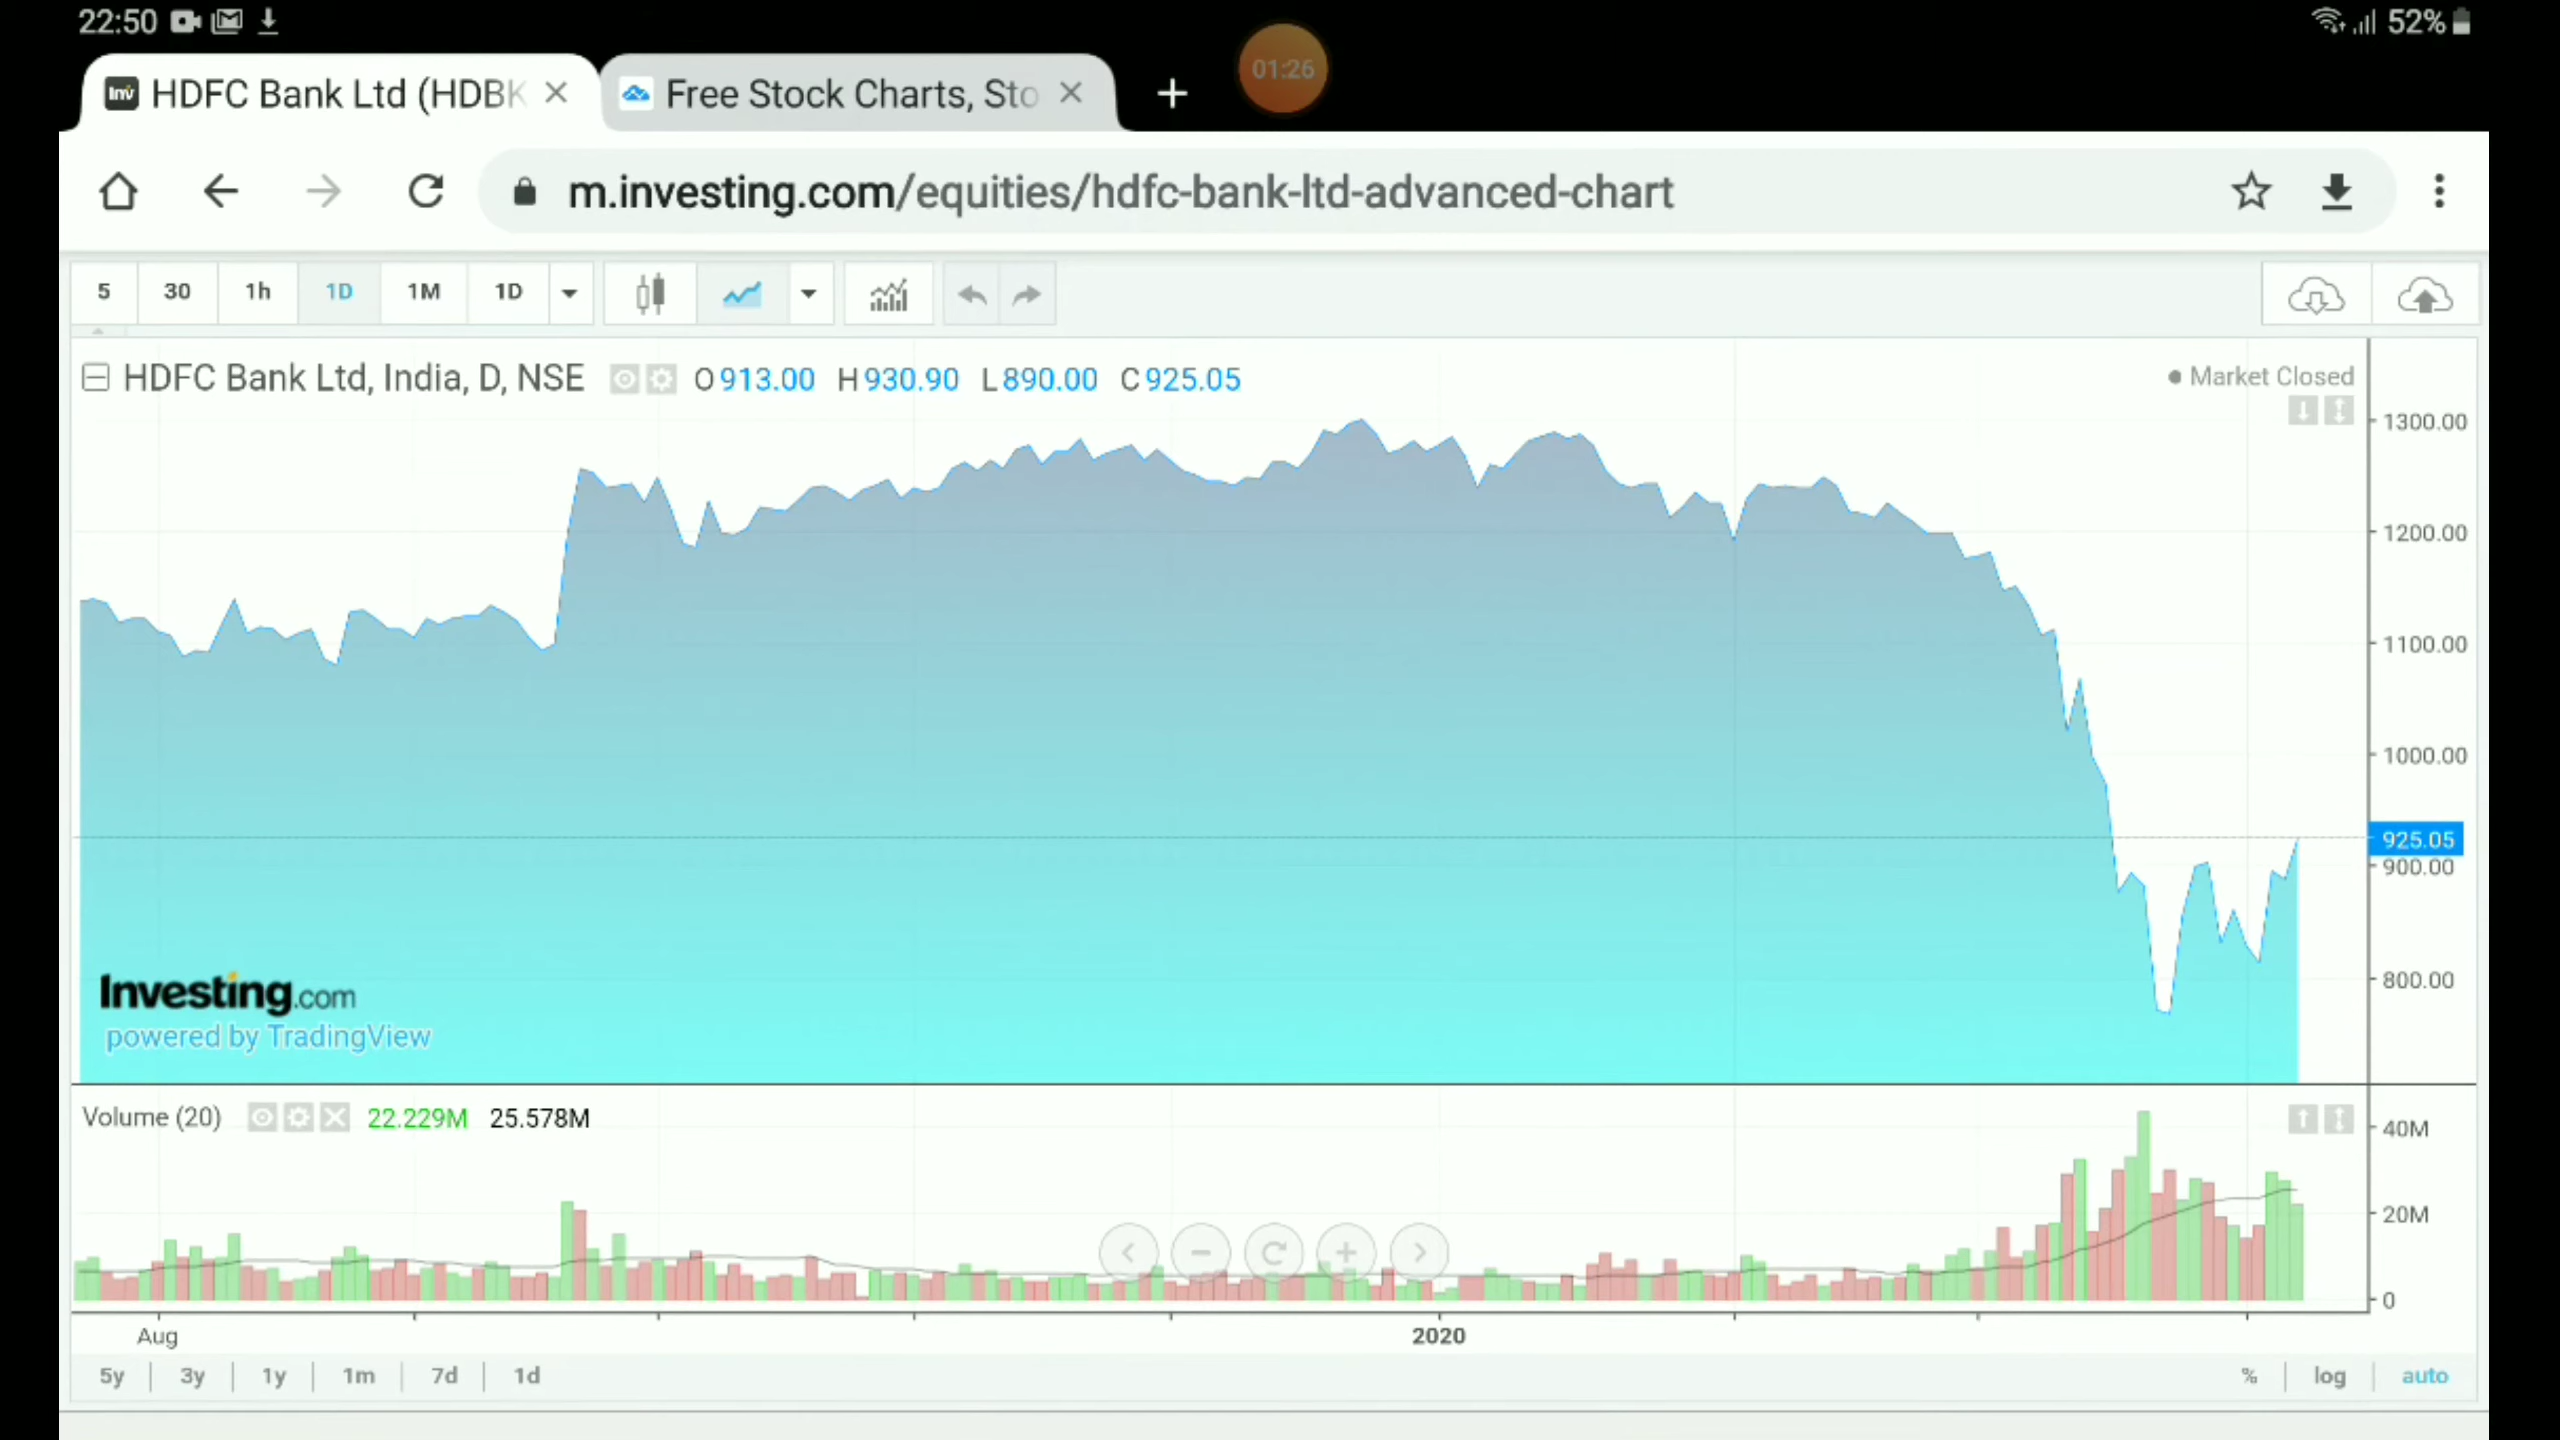 22:50
52%
01:26
HDFC Bank Ltd (HDBK
Free Stock Charts, Sto
m.investing.com/equities/hdfc-bank-ltd-advanced-chart
5 30 1h 1D 1M 1D
HDFC Bank Ltd, India, D, NSE O 913.00 H 930.90 L 890.00 C 925.05
Market Closed
1300.00
1200.00
1100.00
1000.00
925.05
900.00
800.00
Investing.com
powered by TradingView
Volume (20) 22.229M 25.578M
40M
20M
0
Aug 2020
5y 3y 1y 1m 7d 1d % log auto